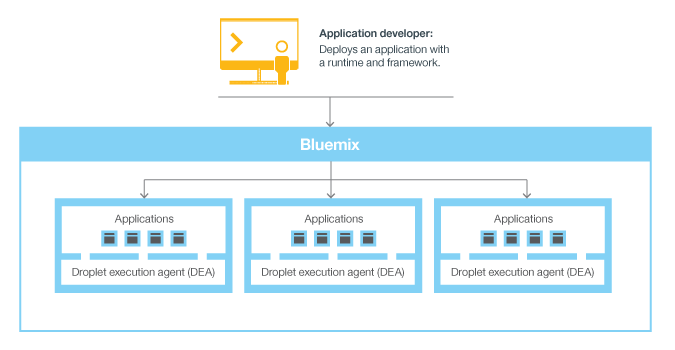 Application developer:
Deploys an application with
a runtime and framework.
Bluemix
Applications
Droplet execution agent (DEA)
Applications
Droplet execution agent (DEA)
Applications
Droplet execution agent (DEA)